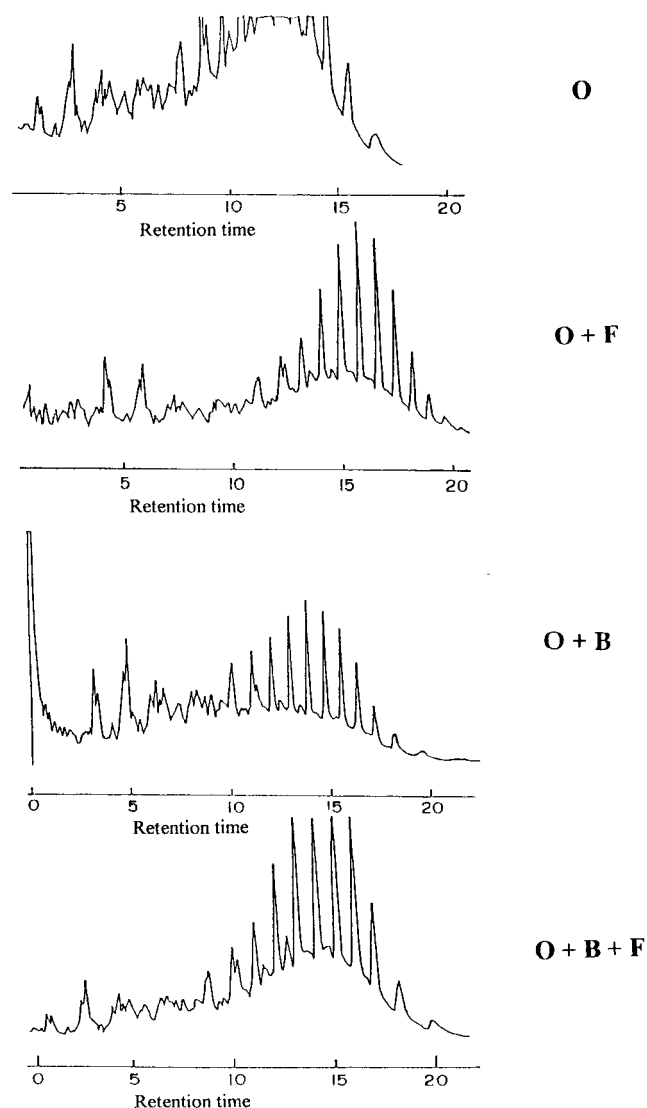 O
5 10 15 20
Retention time
O + F
5 10 15 20
Retention time
O + B
0 5 10 15 20
Retention time
O + B + F
0 5 10 15 20
Retention time